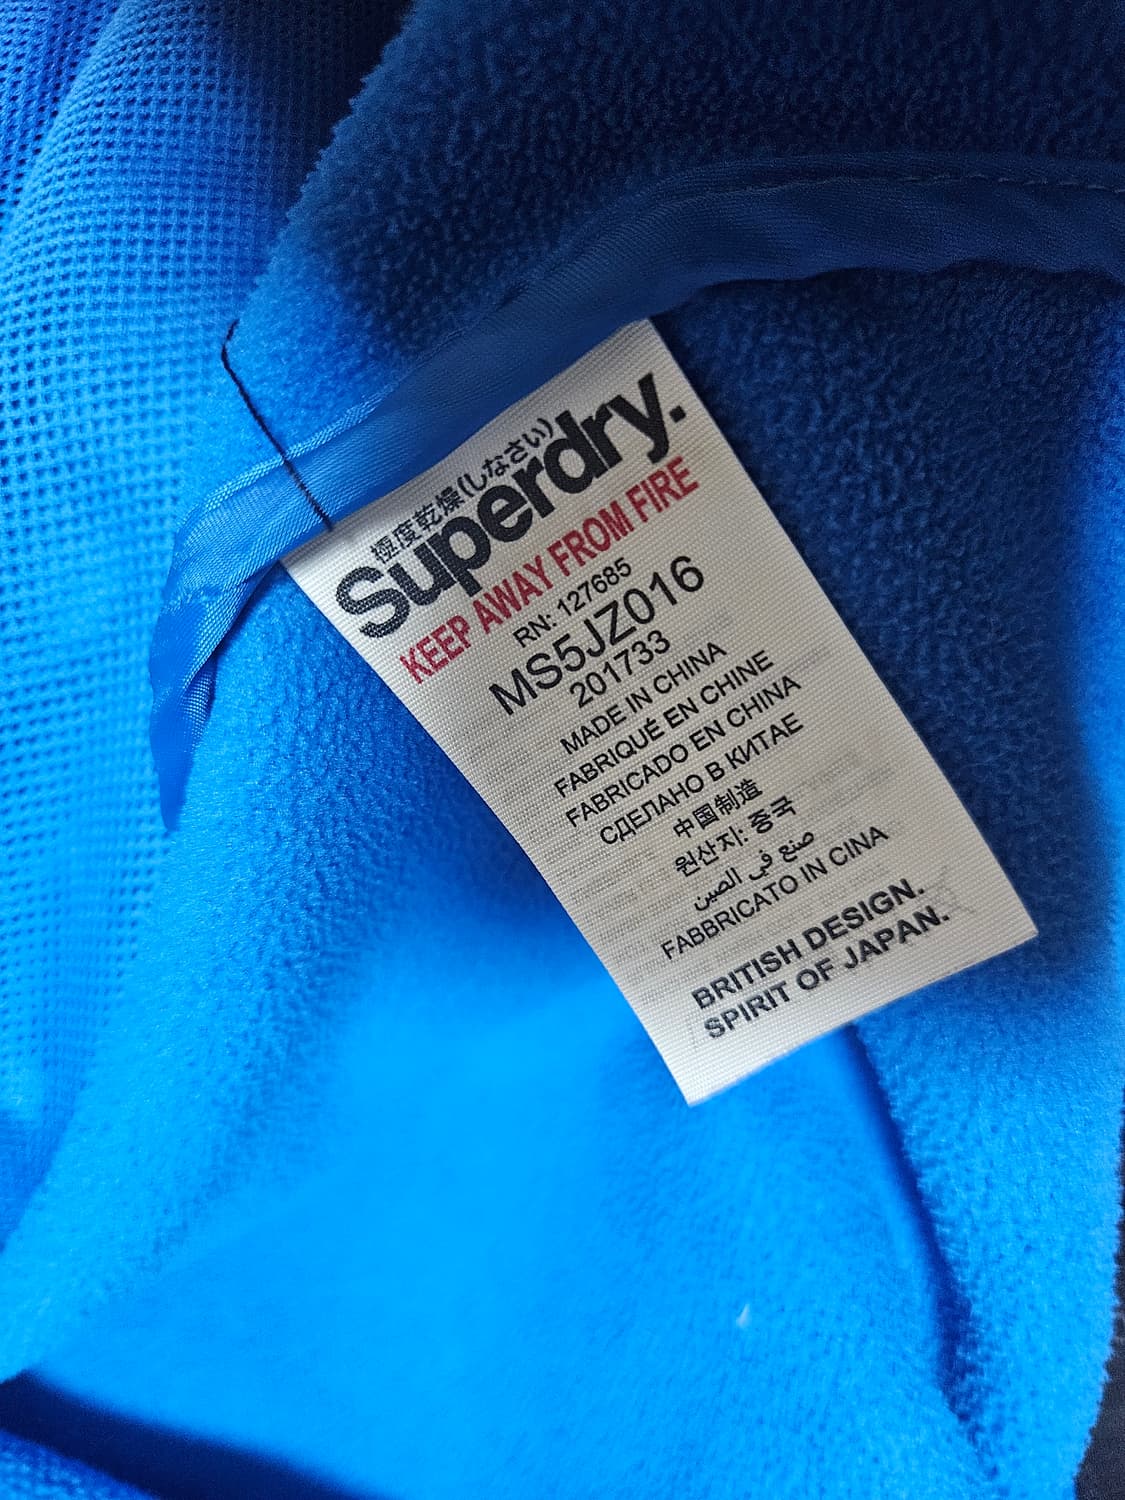 極度乾燥(しなさい)
Superdry.
KEEP AWAY FROM FIRE
RN: 127685
MS5JZ016
201733
MADE IN CHINA
FABRIQUÉ EN CHINE
FABRICADO EN CHINA
СДЕЛАНО В КИТАЕ
中国制造
원산지: 중국
صنع في الصين
FABBRICATO IN CINA
BRITISH DESIGN.
SPIRIT OF JAPAN.